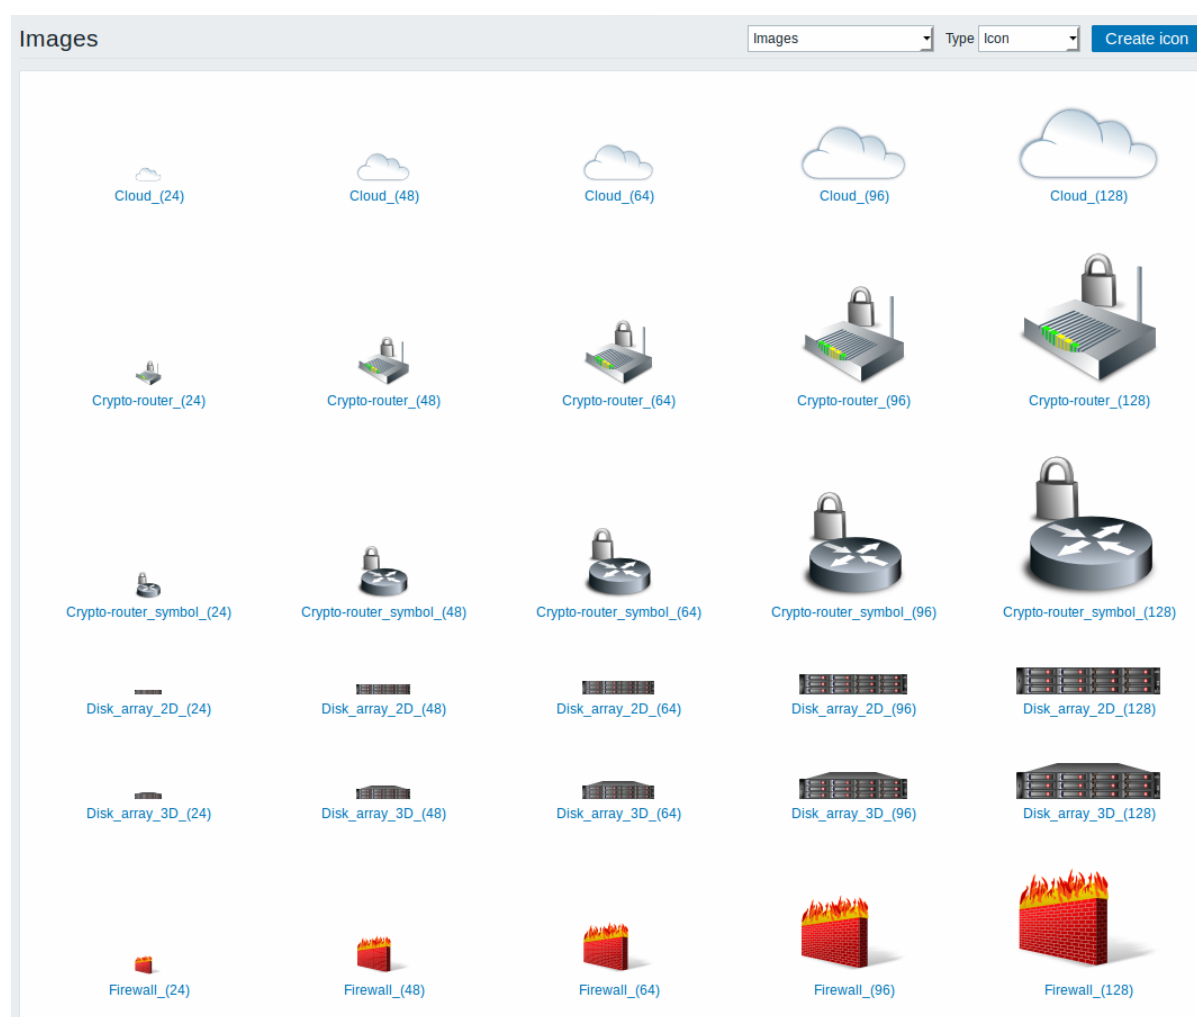 Images Images Type Icon Create icon
Cloud_(24) Cloud_(48) Cloud_(64) Cloud_(96) Cloud_(128)
Crypto-router_(24) Crypto-router_(48) Crypto-router_(64) Crypto-router_(96) Crypto-router_(128)
Crypto-router_symbol_(24) Crypto-router_symbol_(48) Crypto-router_symbol_(64) Crypto-router_symbol_(96) Crypto-router_symbol_(128)
Disk_array_2D_(24) Disk_array_2D_(48) Disk_array_2D_(64) Disk_array_2D_(96) Disk_array_2D_(128)
Disk_array_3D_(24) Disk_array_3D_(48) Disk_array_3D_(64) Disk_array_3D_(96) Disk_array_3D_(128)
Firewall_(24) Firewall_(48) Firewall_(64) Firewall_(96) Firewall_(128)